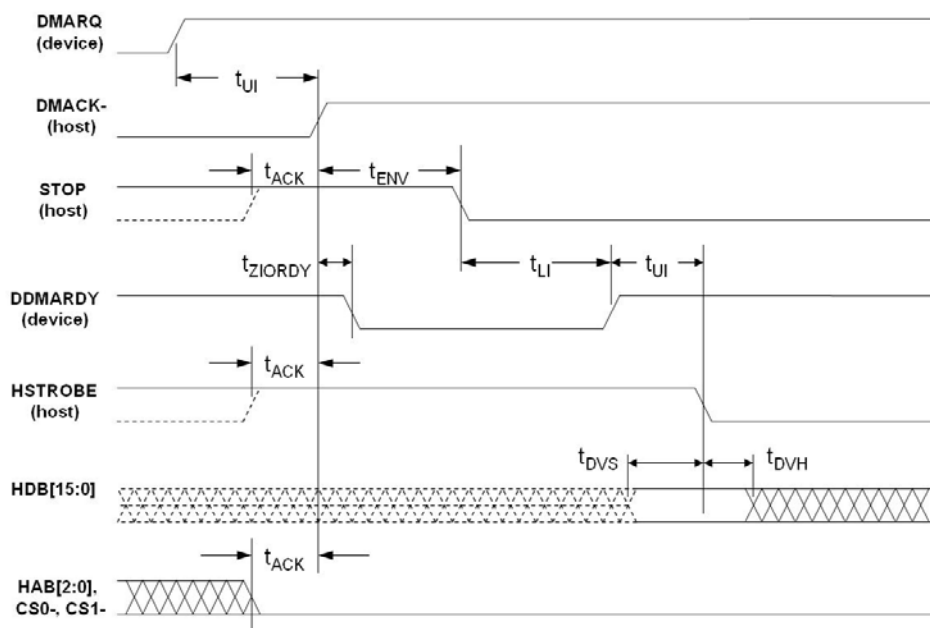 DMARQ
(device)
tUI
DMACK-
(host)
tACK
tENV
STOP
(host)
tZIORDY
tLI
tUI
DDMARDY
(device)
tACK
HSTROBE
(host)
tDVS
tDVH
HDB[15:0]
tACK
HAB[2:0],
CS0-, CS1-